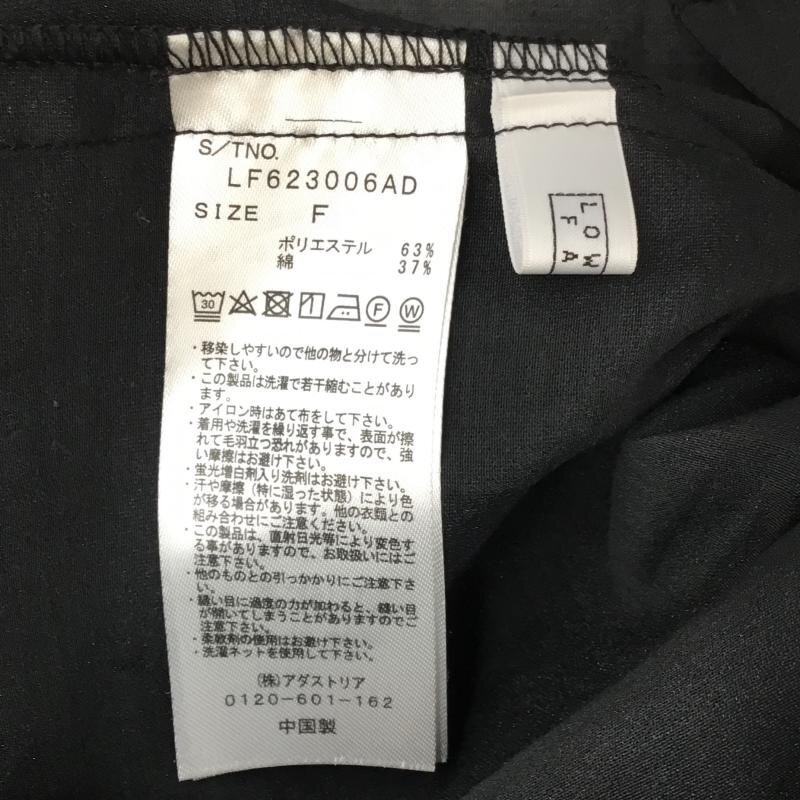 S/TNO.
LF623006AD
SIZE F
ポリエステル 63%
綿 37%
30 F W
・移染しやすいので他の物と分けて洗っ
て下さい。
・この製品は洗濯で若干縮むことがあり
ます。
・アイロン時はあて布をして下さい。
・着用や洗濯を繰り返す事で、表面が擦
れて毛羽立つ恐れがありますので、強
い摩擦はお避け下さい。
・蛍光増白剤入り洗剤はお避け下さい。
・汗や摩擦（特に湿った状態）により色
が移る場合があります。他の衣類との
組み合わせにご注意ください。
・この製品は、直射日光等により変色す
る事がありますので、お取扱いにはご
注意下さい。
・他のものとの引っかかりにご注意下さ
い。
・縫い目に過度の力が加わると、縫い目
が開いてしまうことがありますのでご
注意下さい。
・柔軟剤の使用はお避け下さい。
・洗濯ネットを使用して下さい。
(株)アダストリア
0120-601-162
中国製
LOW
FA